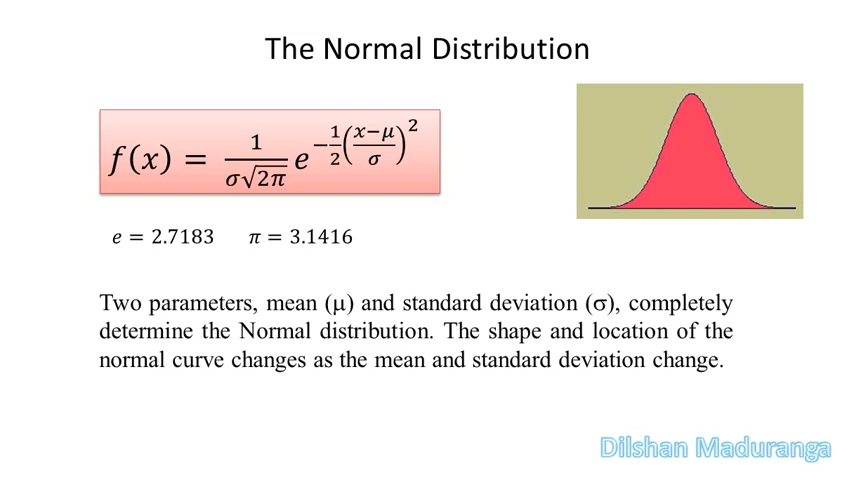 The Normal Distribution
f(x) = 1/(σ√2π) e^(−1/2((x−μ)/σ)^2)
e = 2.7183 π = 3.1416
Two parameters, mean (μ) and standard deviation (σ), completely
determine the Normal distribution. The shape and location of the
normal curve changes as the mean and standard deviation change.
Dilshan Maduranga